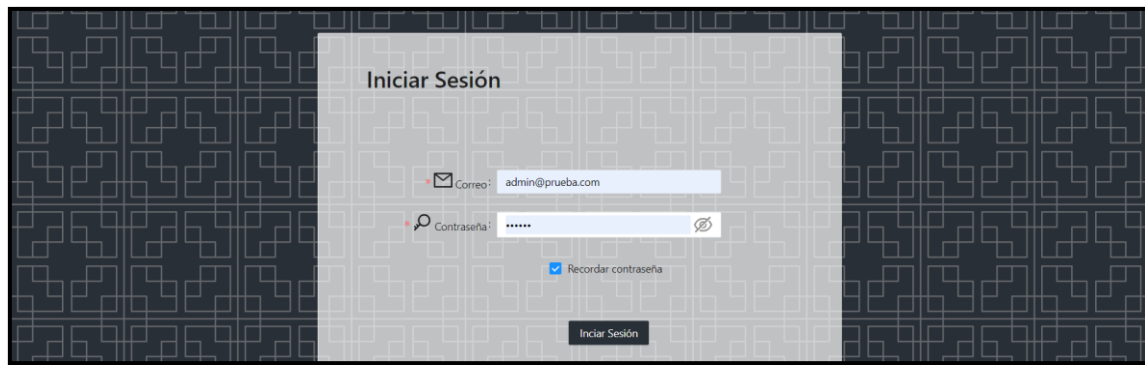 Iniciar Sesión
* Correo: admin@prueba.com
* Contraseña: ••••••
Recordar contraseña
Inciar Sesión